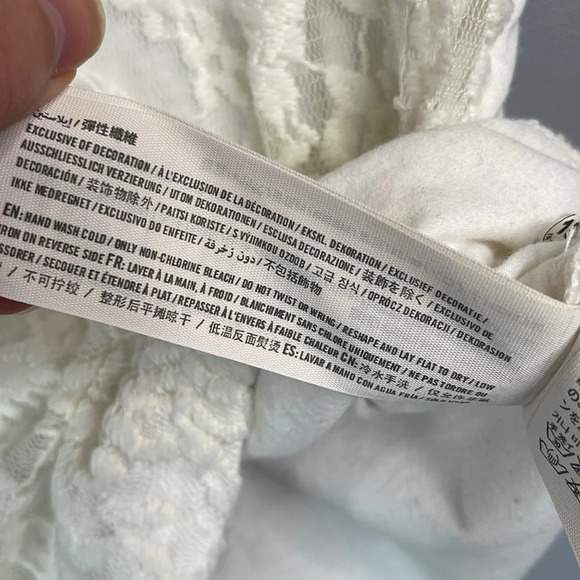 إيلاستين / 彈性纖維
EXCLUSIVE OF DECORATION / À L'EXCLUSION DE LA DÉCORATION / EKSKL. DEKORATION / EXCLUSIEF DECORATIE/
AUSSCHLIESSLICH VERZIERUNG / UTOM DEKORATIONEN / ESCLUSA DECORAZIONE / 装飾を除く / EXCLUSIVO DE
DECORACIÓN / 装饰物除外 / PAITSI KORISTE / S VÝJIMKOU OZDOB / 고급 장식 / OPRÓCZ DEKORACJI / DEKORASJON
IKKE MEDREGNET / EXCLUSIVO DO ENFEITE / دون زخرفة / 不包括飾物
EN: HAND WASH COLD / ONLY NON-CHLORINE BLEACH / DO NOT TWIST OR WRING / RESHAPE AND LAY FLAT TO DRY / LOW
IRON ON REVERSE SIDE FR: LAVER À LA MAIN, À FROID / BLANCHIMENT SANS CHLORE UNIQUEMENT / NE PAS TORDRE OU
ESSORER / SECOUER ET ÉTENDRE À PLAT / REPASSER À L'ENVERS À FAIBLE CHALEUR CN: 冷水手洗 / 仅允许
/ 不可拧绞 / 整形后平摊晾干 / 低温反面熨烫 ES: LAVAR A MANO CON AGUA FRÍA /